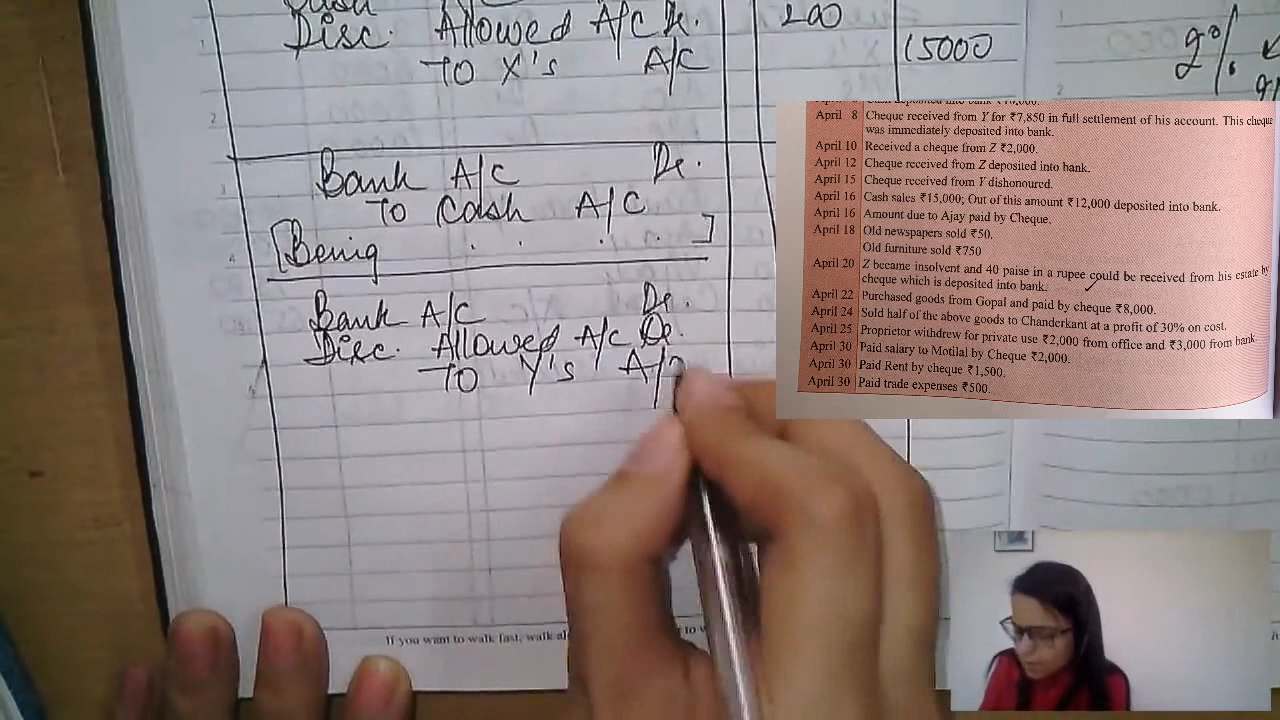 Cash
Disc. Allowed A/C Dr.
TO X's A/C
200
15000
9%
Bank A/C Dr.
TO Cash A/C
[Being . . . . ]
Bank A/C Dr.
Disc. Allowed A/C Dr.
TO Y's A/C
April 8 Cheque received from Y for ₹7,850 in full settlement of his account. This cheque
was immediately deposited into bank.
April 10 Received a cheque from Z ₹2,000.
April 12 Cheque received from Z deposited into bank.
April 15 Cheque received from Y dishonoured.
April 16 Cash sales ₹15,000; Out of this amount ₹12,000 deposited into bank.
April 16 Amount due to Ajay paid by Cheque.
April 18 Old newspapers sold ₹50.
Old furniture sold ₹750
April 20 Z became insolvent and 40 paise in a rupee could be received from his estate by
cheque which is deposited into bank.
April 22 Purchased goods from Gopal and paid by cheque ₹8,000.
April 24 Sold half of the above goods to Chanderkant at a profit of 30% on cost.
April 25 Proprietor withdrew for private use ₹2,000 from office and ₹3,000 from bank
April 30 Paid salary to Motilal by Cheque ₹2,000.
April 30 Paid Rent by cheque ₹1,500.
April 30 Paid trade expenses ₹500.
If you want to walk fast, walk